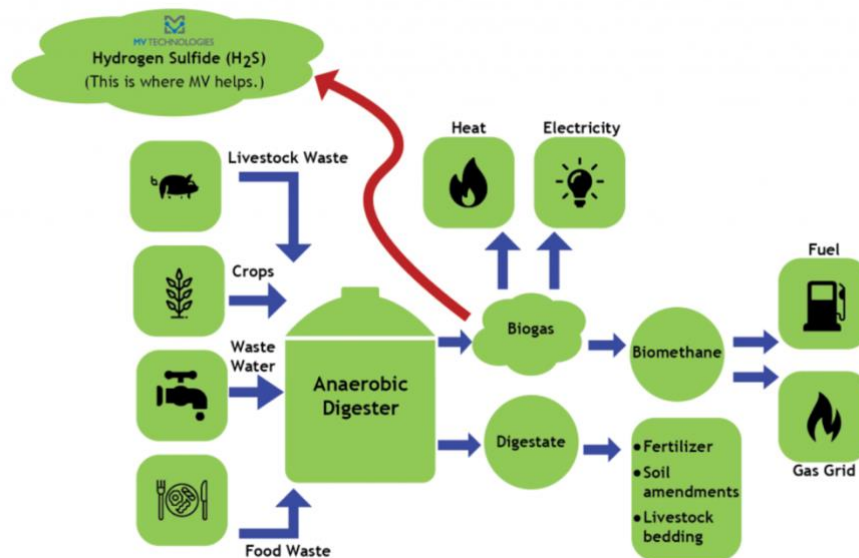 MV TECHNOLOGIES
Hydrogen Sulfide (H₂S)
(This is where MV helps.)
Heat
Electricity
Livestock Waste
Fuel
Crops
Biogas
Waste
Water
Biomethane
Anaerobic
Digester
Digestate
• Fertilizer
• Soil
amendments
• Livestock
bedding
Gas Grid
Food Waste